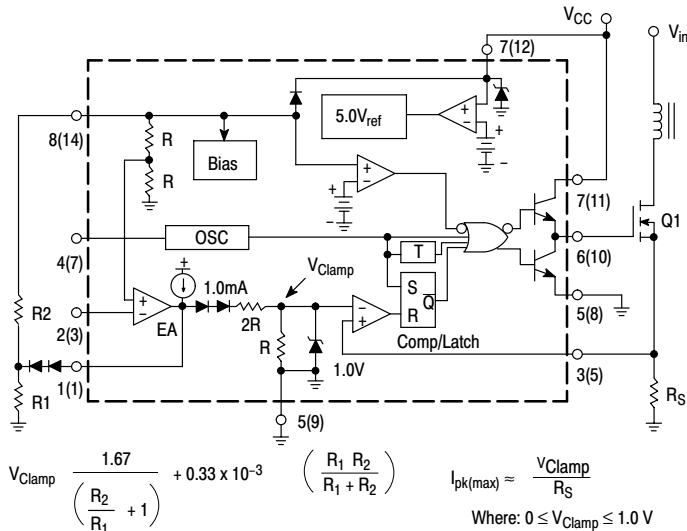 VCC
Vin
7(12)
5.0Vref
+
−
+
−
8(14)
R
R
Bias
+
−
−
7(11)
Q1
OSC
T
6(10)
4(7)
+
1.0mA
VClamp
S
Q
R
5(8)
R2
+
−
EA
2R
−
+
2(3)
R
1.0V
Comp/Latch
1(1)
3(5)
R1
5(9)
RS
VClamp 1.67 / (R2/R1 + 1) + 0.33 x 10−3 (R1 R2 / R1 + R2)
Ipk(max) ≈ VClamp / RS
Where: 0 ≤ VClamp ≤ 1.0 V